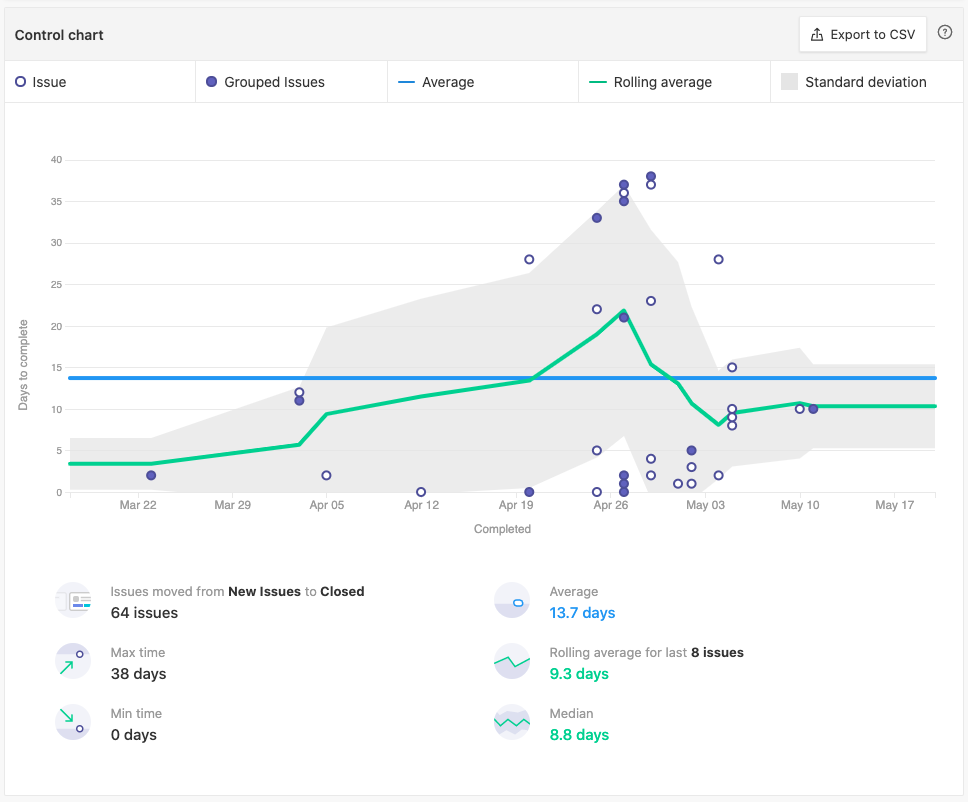 Control chart
Export to CSV
?
Issue
Grouped Issues
Average
Rolling average
Standard deviation
40
35
30
25
20
15
10
5
0
Days to complete
Mar 22
Mar 29
Apr 05
Apr 12
Apr 19
Apr 26
May 03
May 10
May 17
Completed
Issues moved from New Issues to Closed
64 issues
Average
13.7 days
Max time
38 days
Rolling average for last 8 issues
9.3 days
Min time
0 days
Median
8.8 days